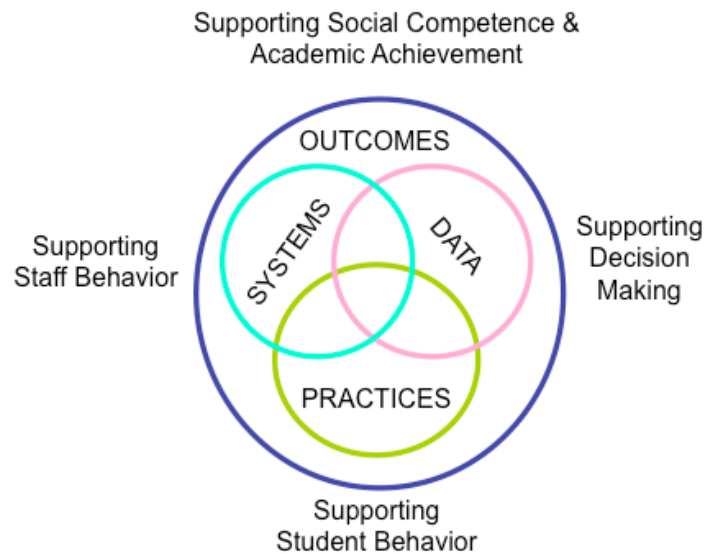 Supporting Social Competence &
Academic Achievement
OUTCOMES
SYSTEMS
DATA
Supporting
Staff Behavior
Supporting
Decision
Making
PRACTICES
Supporting
Student Behavior